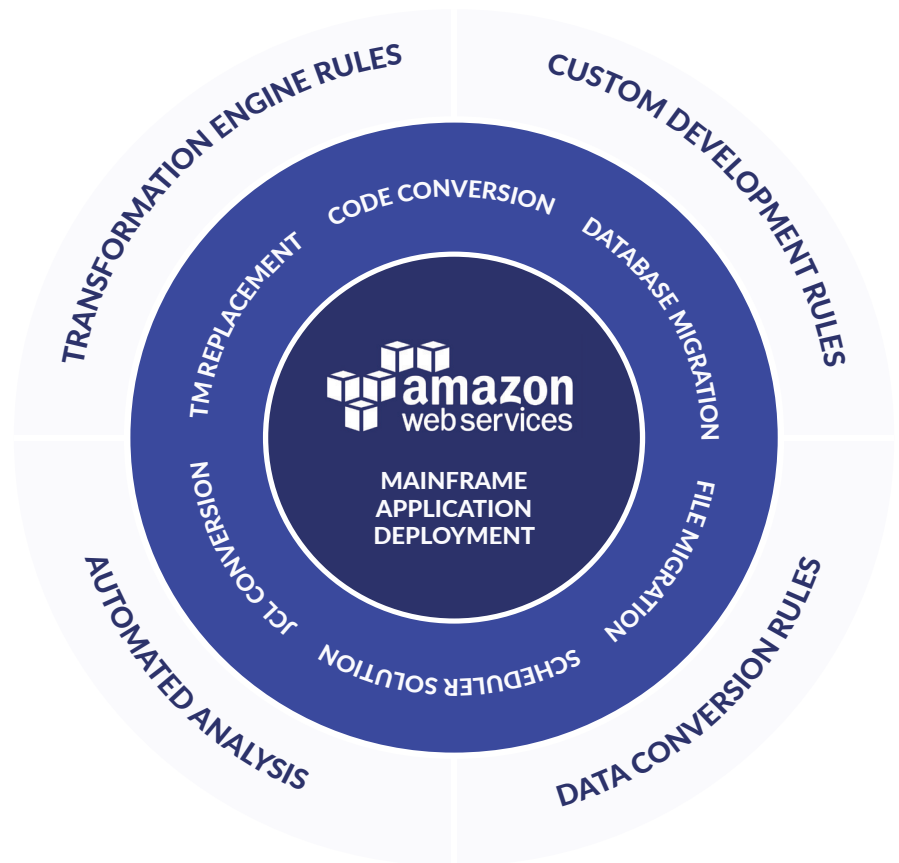 TRANSFORMATION ENGINE RULES
CUSTOM DEVELOPMENT RULES
CODE CONVERSION
DATABASE MIGRATION
TM REPLACEMENT
amazon
web services
MAINFRAME
APPLICATION
DEPLOYMENT
JCL CONVERSION
FILE MIGRATION
SCHEDULER SOLUTION
AUTOMATED ANALYSIS
DATA CONVERSION RULES